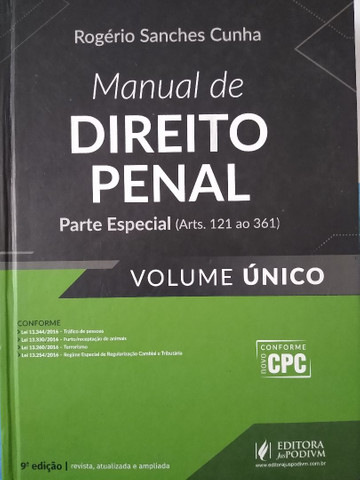 Rogério Sanches Cunha
Manual de
DIREITO
PENAL
Parte Especial (Arts. 121 ao 361)
VOLUME ÚNICO
CONFORME
Lei 13.344/2016 – Tráfico de pessoas
Lei 13.330/2016 – Furto/receptação de animais
Lei 13.260/2016 – Terrorismo
Lei 13.254/2016 – Regime Especial de Regularização Cambial e Tributária
CONFORME
NOVO
CPC
9ª edição | revista, atualizada e ampliada
EDITORA
JusPODIVM
www.editorajuspodivm.com.br